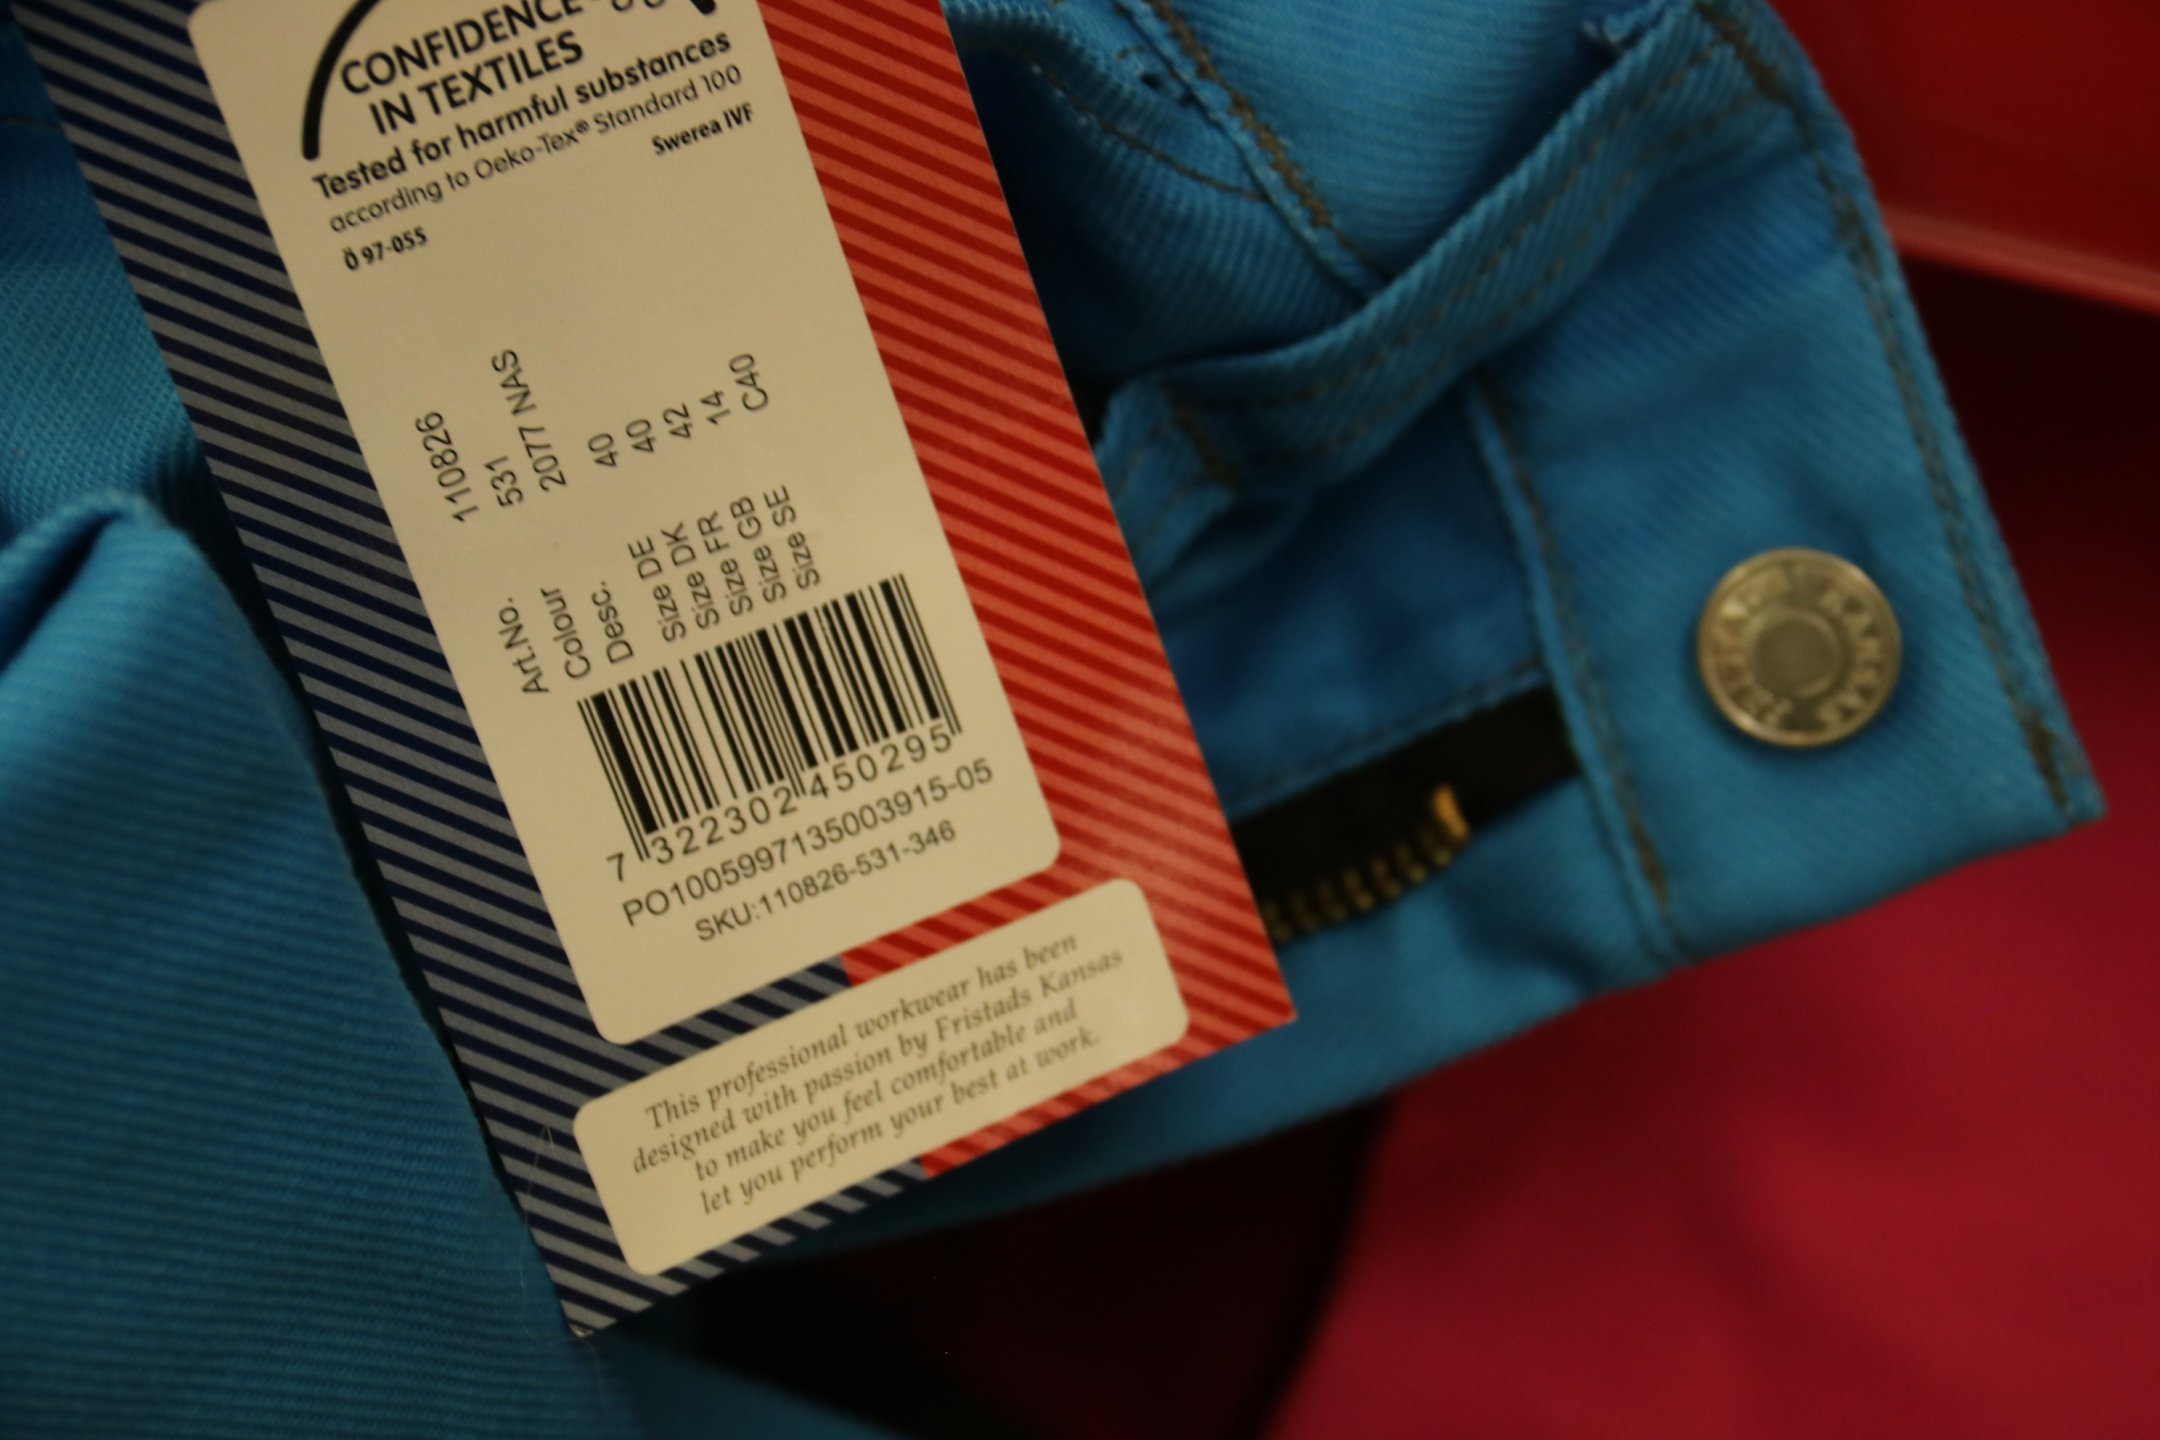 CONFIDENCE
IN TEXTILES
Tested for harmful substances
according to Oeko-Tex® Standard 100
Swerea IVF
Ö 97-055
Art.No. 110826
Colour 531
Desc. 2077 NAS
Size DE 40
Size DK 40
Size FR 42
Size GB 14
Size SE C40
7 322302 450295
PO1005997135003915-05
SKU:110826-531-346
This professional workwear has been
designed with passion by Fristads Kansas
to make you feel comfortable and
let you perform your best at work.
KANSAS